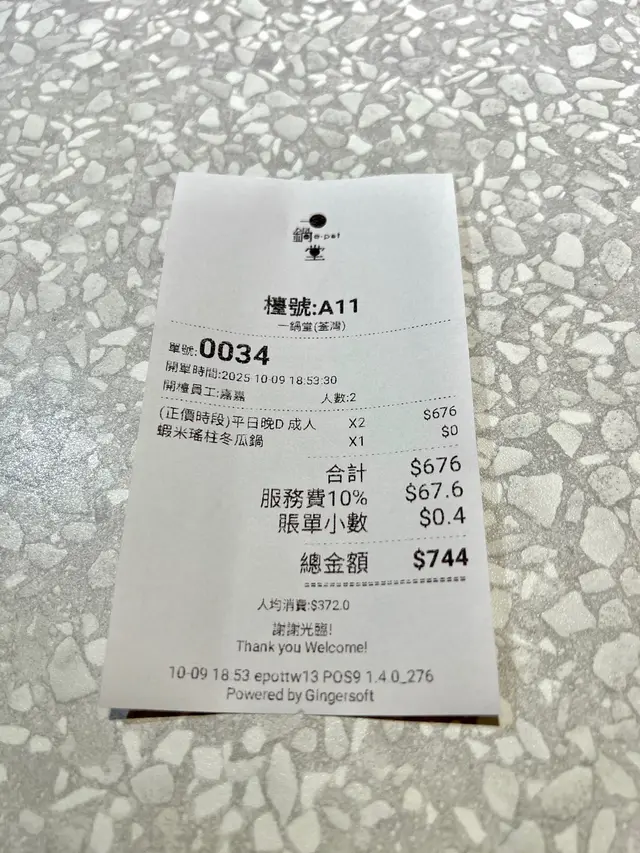 一鍋堂
e-pot
檯號:A11
一鍋堂(荃灣)
單號:0034
開單時間:2025-10-09 18:53:30
開檯員工:嘉嘉 人數:2
(正價時段)平日晚D 成人 X2 $676
蝦米瑤柱冬瓜鍋 X1 $0
合計 $676
服務費10% $67.6
賬單小數 $0.4
總金額 $744
人均消費:$372.0
謝謝光臨!
Thank you Welcome!
10-09 18:53 epottw13 POS9 1.4.0_276
Powered by Gingersoft